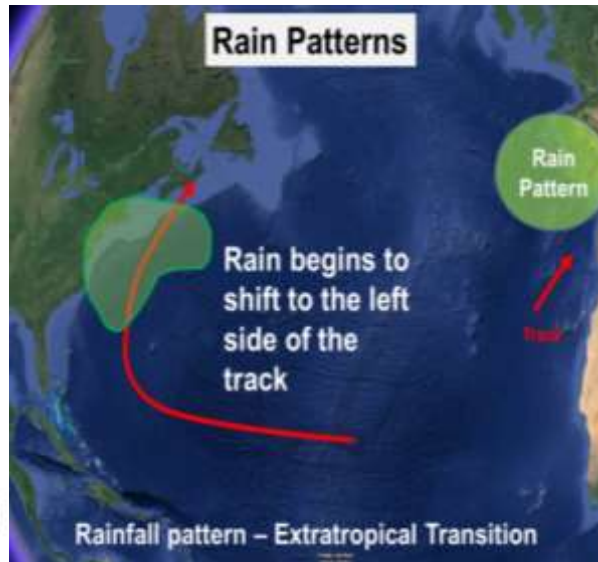 Rain Patterns
Rain
Pattern
Rain begins to
shift to the left
side of the
track
Track
Rainfall pattern – Extratropical Transition